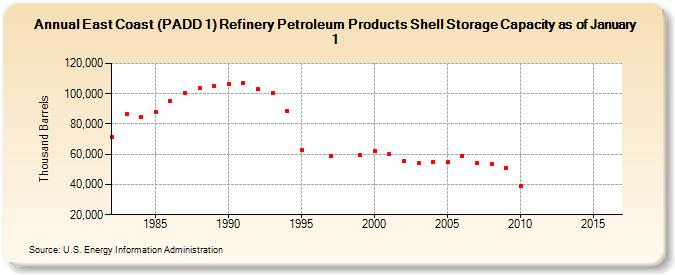 Annual East Coast (PADD 1) Refinery Petroleum Products Shell Storage Capacity as of January
1
Thousand Barrels
120,000
100,000
80,000
60,000
40,000
20,000
1985 1990 1995 2000 2005 2010 2015
Source: U.S. Energy Information Administration